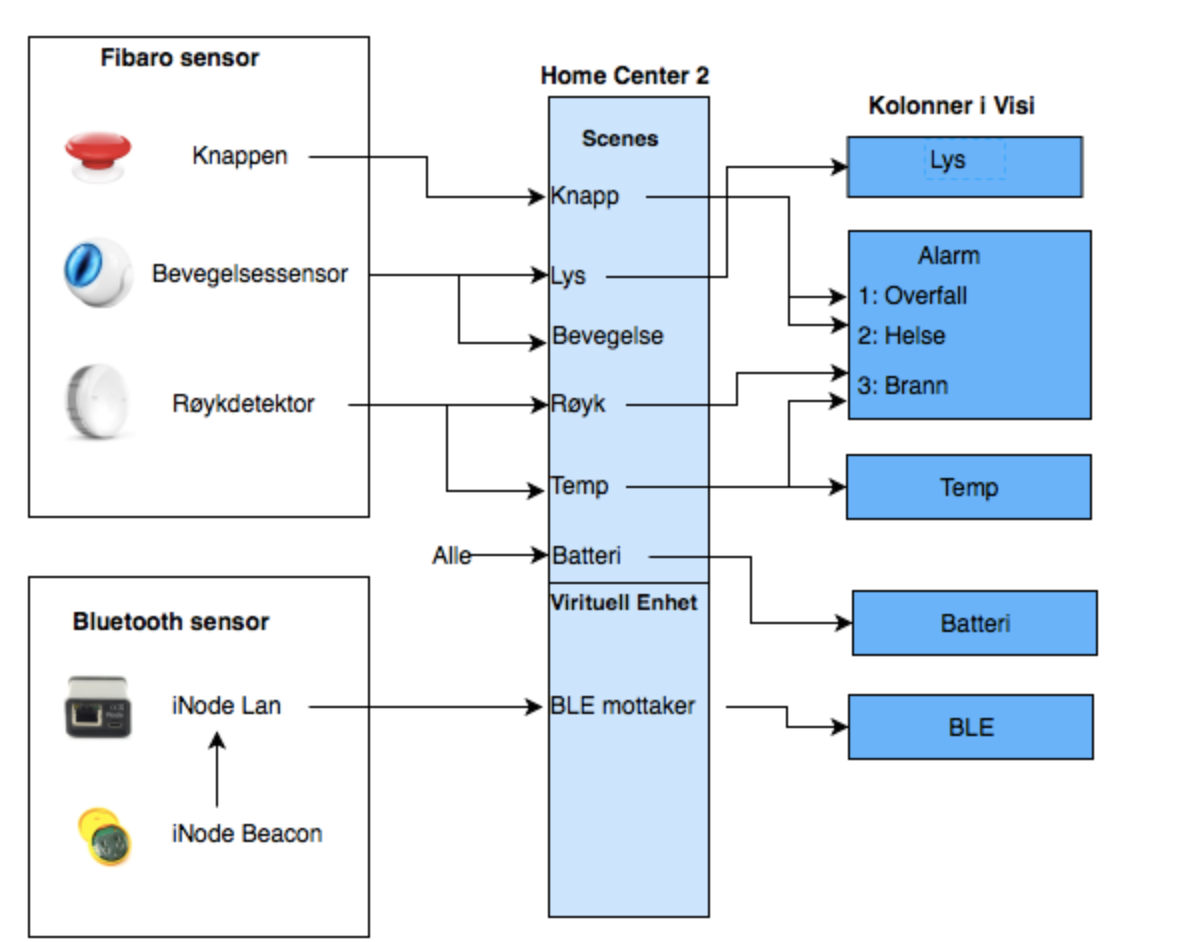 Fibaro sensor
Knappen
Bevegelsessensor
Røykdetektor
Alle
Bluetooth sensor
iNode Lan
iNode Beacon
Home Center 2
Scenes
Knapp
Lys
Bevegelse
Røyk
Temp
Batteri
Virituell Enhet
BLE mottaker
Kolonner i Visi
Lys
Alarm
1: Overfall
2: Helse
3: Brann
Temp
Batteri
BLE